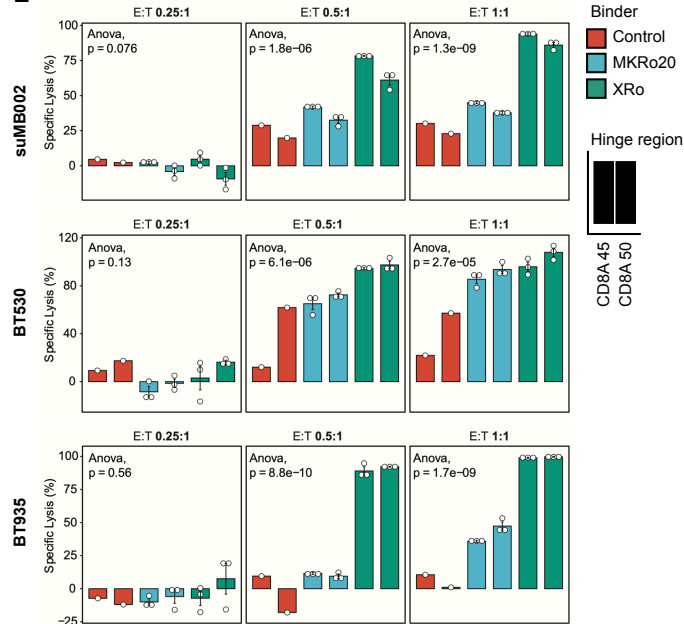 E:T 0.25:1
E:T 0.5:1
E:T 1:1
suMB002
Specific Lysis (%)
100
75
50
25
0
Anova,
p = 0.076
Anova,
p = 1.8e−06
Anova,
p = 1.3e−09
Binder
Control
MKRo20
XRo
Hinge region
CD8A 45
CD8A 50
E:T 0.25:1
E:T 0.5:1
E:T 1:1
BT530
Specific Lysis (%)
120
80
40
0
Anova,
p = 0.13
Anova,
p = 6.1e−06
Anova,
p = 2.7e−05
E:T 0.25:1
E:T 0.5:1
E:T 1:1
BT935
Specific Lysis (%)
100
75
50
25
0
−25
Anova,
p = 0.56
Anova,
p = 8.8e−10
Anova,
p = 1.7e−09